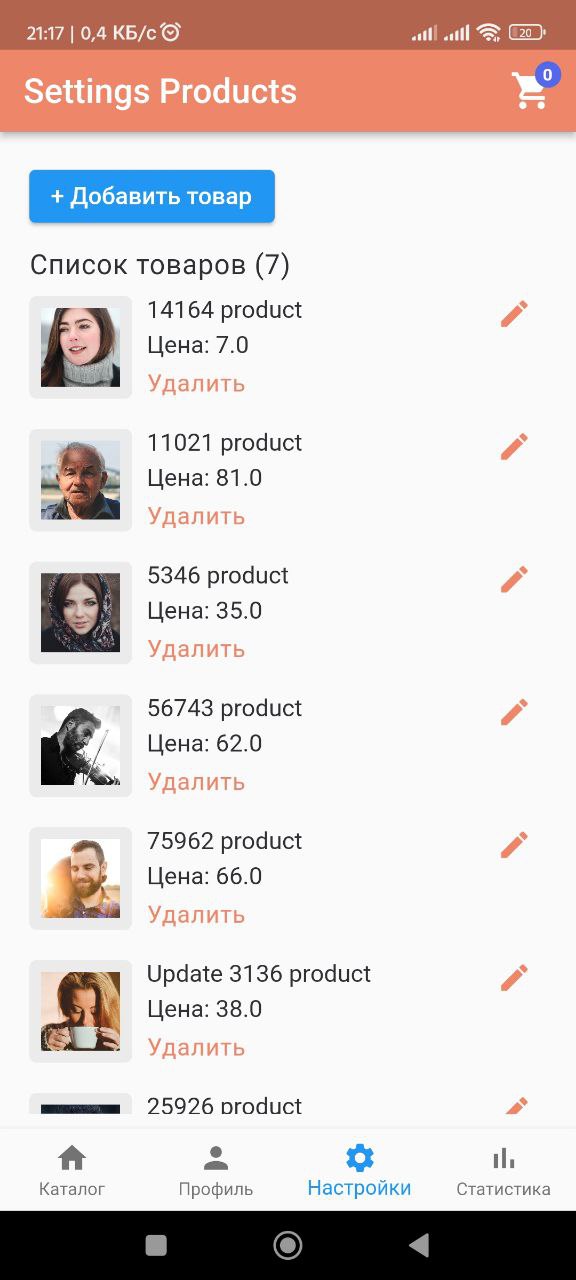 21:17 | 0,4 КБ/с
20
Settings Products
0
+ Добавить товар
Список товаров (7)
14164 product
Цена: 7.0
Удалить
11021 product
Цена: 81.0
Удалить
5346 product
Цена: 35.0
Удалить
56743 product
Цена: 62.0
Удалить
75962 product
Цена: 66.0
Удалить
Update 3136 product
Цена: 38.0
Удалить
25926 product
Каталог
Профиль
Настройки
Статистика